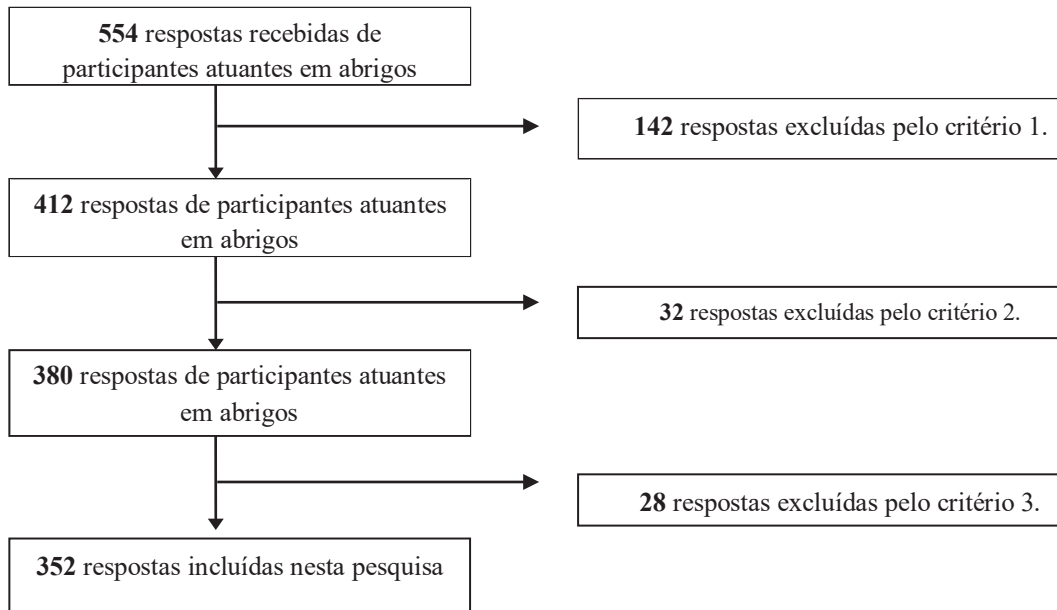 554 respostas recebidas de
participantes atuantes em abrigos
142 respostas excluídas pelo critério 1.
412 respostas de participantes atuantes
em abrigos
32 respostas excluídas pelo critério 2.
380 respostas de participantes atuantes
em abrigos
28 respostas excluídas pelo critério 3.
352 respostas incluídas nesta pesquisa